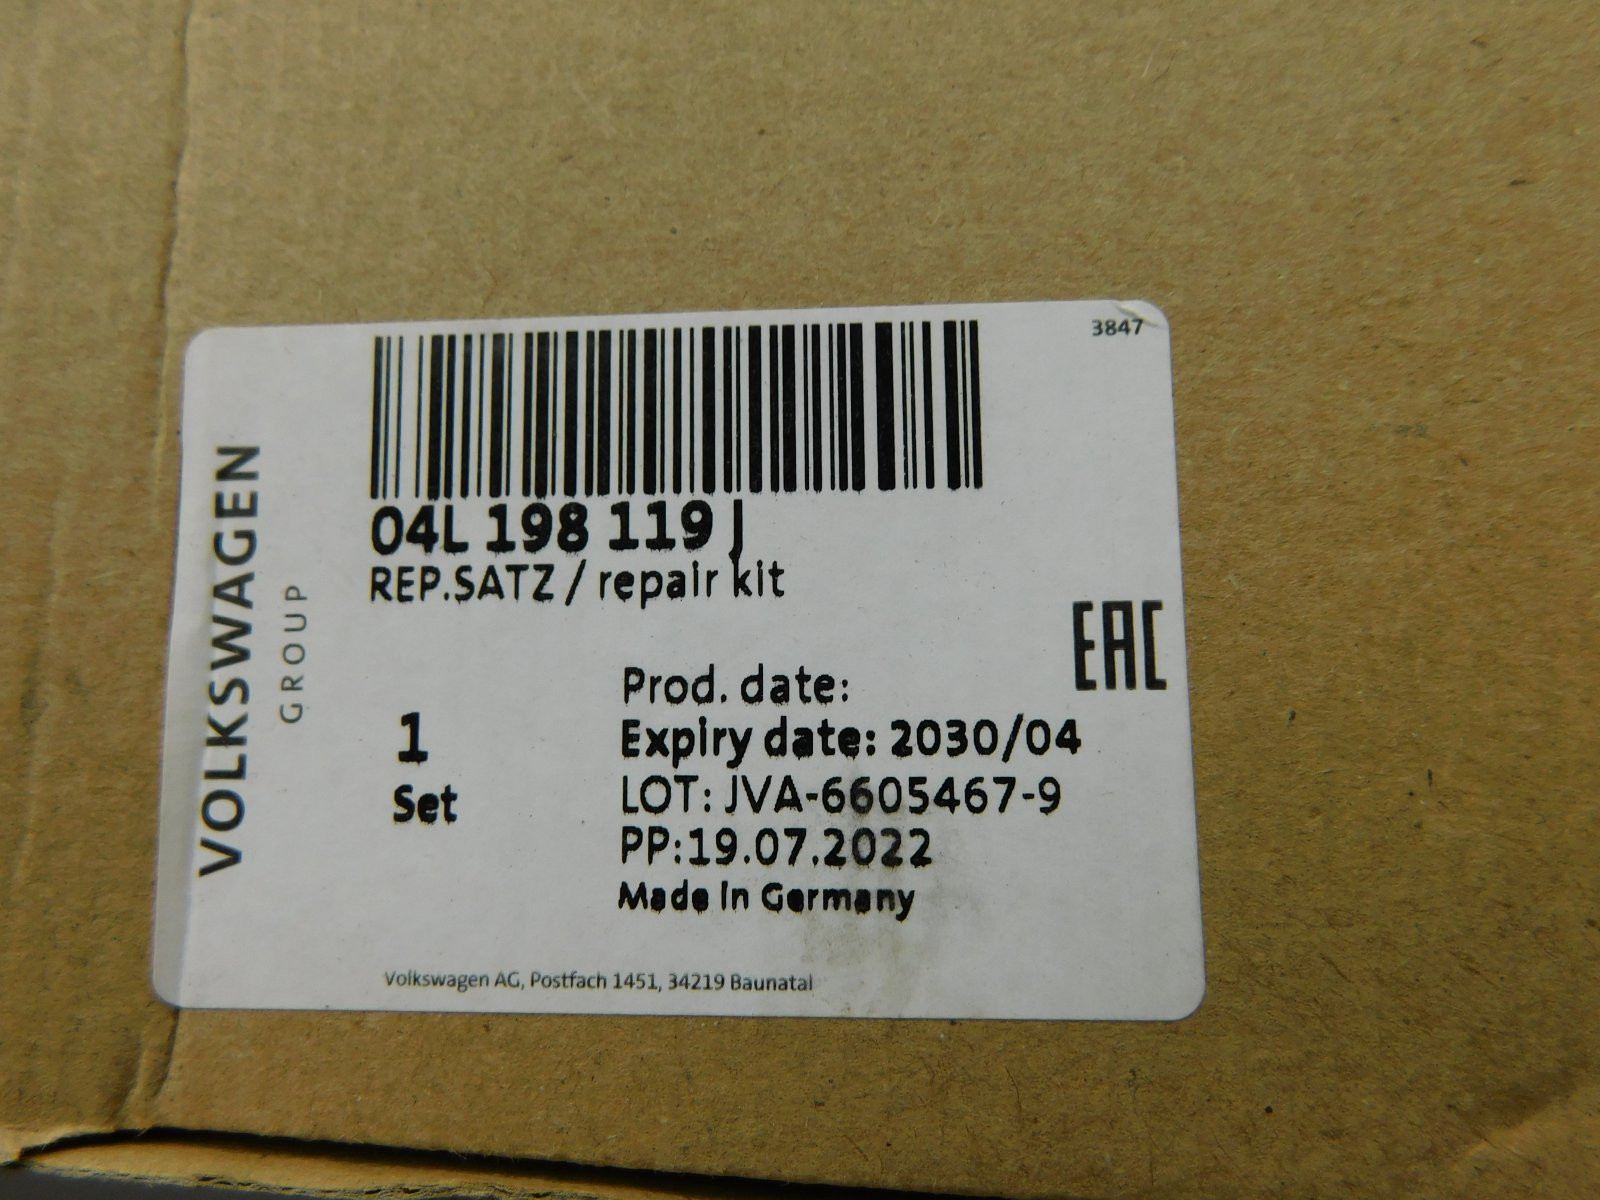 3847
VOLKSWAGEN
GROUP
04L 198 119 J
REP.SATZ / repair kit
EAC
1
Set
Prod. date:
Expiry date: 2030/04
LOT: JVA-6605467-9
PP:19.07.2022
Made in Germany
Volkswagen AG, Postfach 1451, 34219 Baunatal